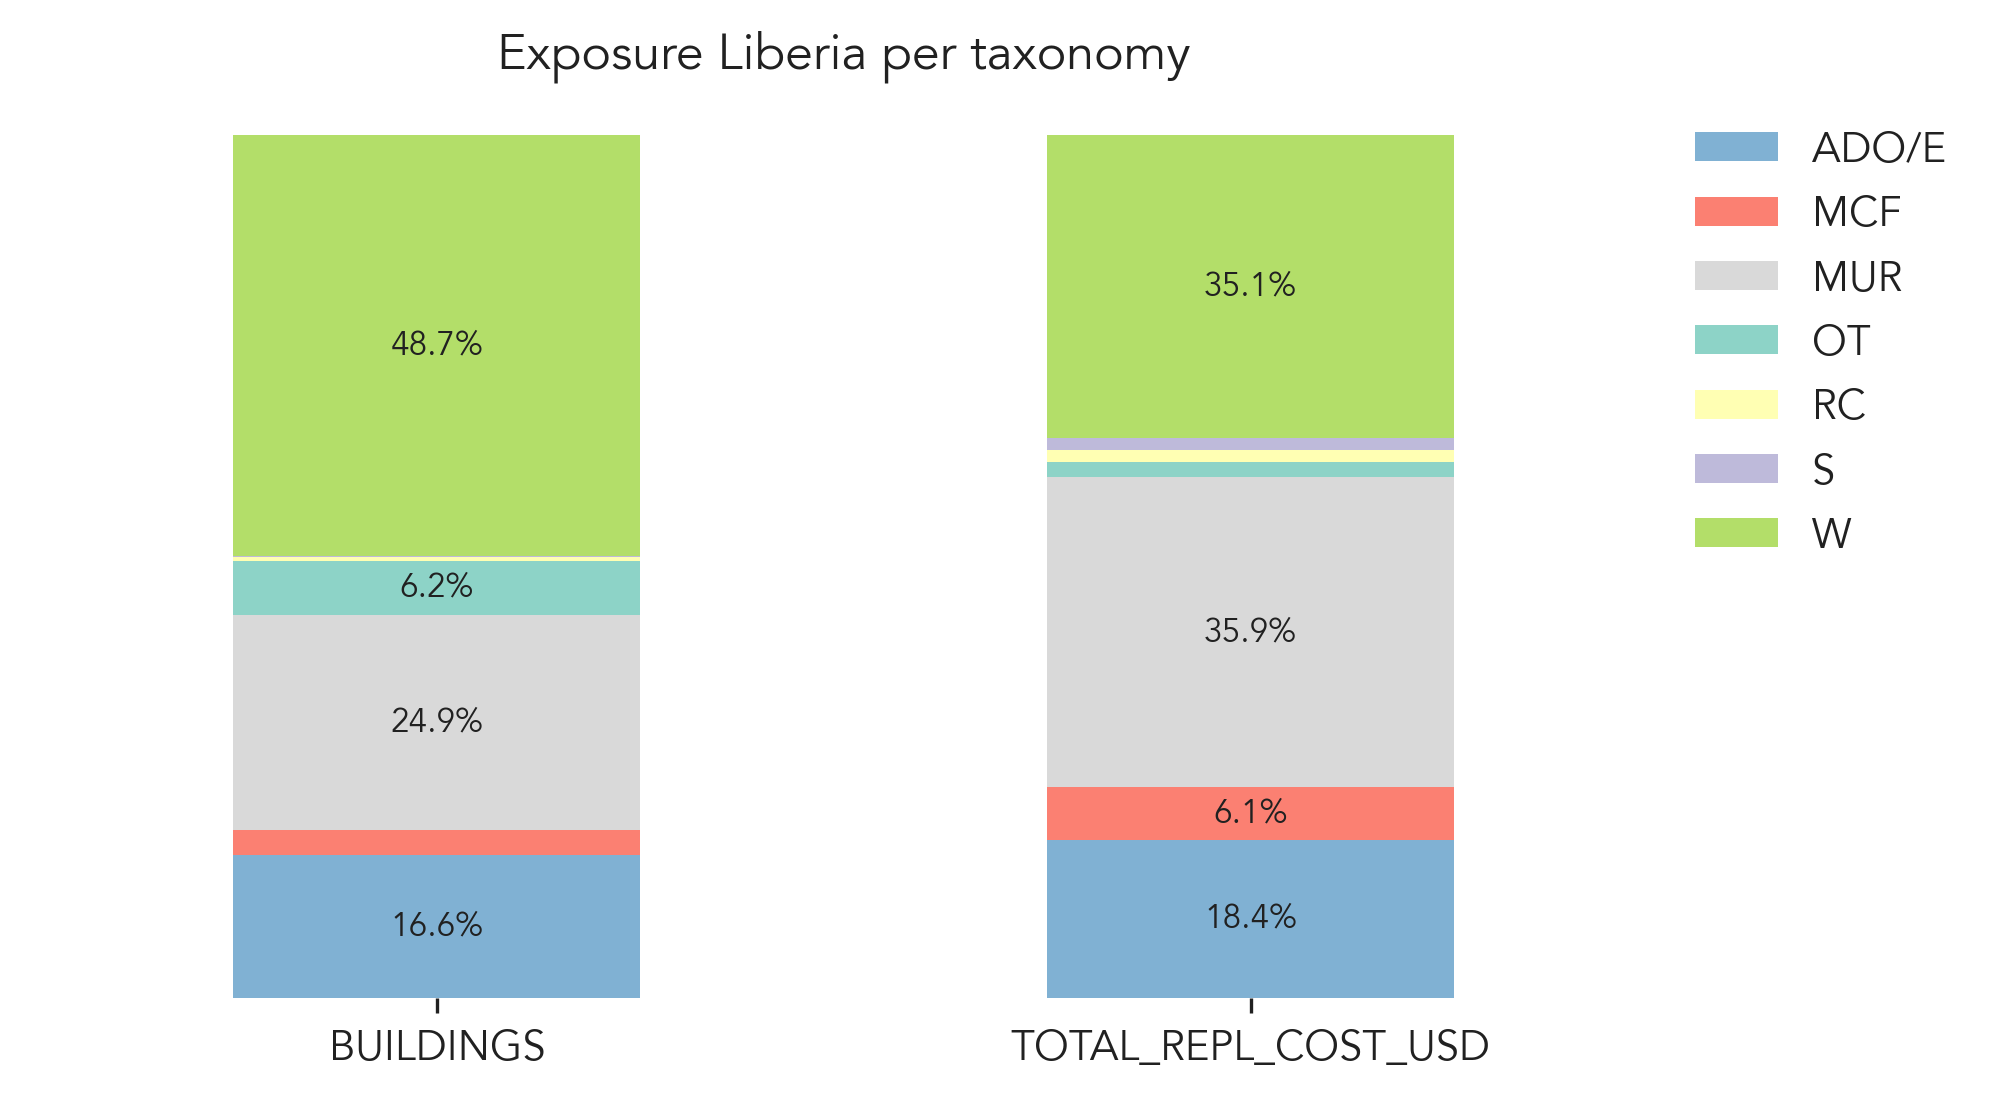 Exposure Liberia per taxonomy
48.7%
6.2%
24.9%
16.6%
BUILDINGS
35.1%
35.9%
6.1%
18.4%
TOTAL_REPL_COST_USD
ADO/E
MCF
MUR
OT
RC
S
W